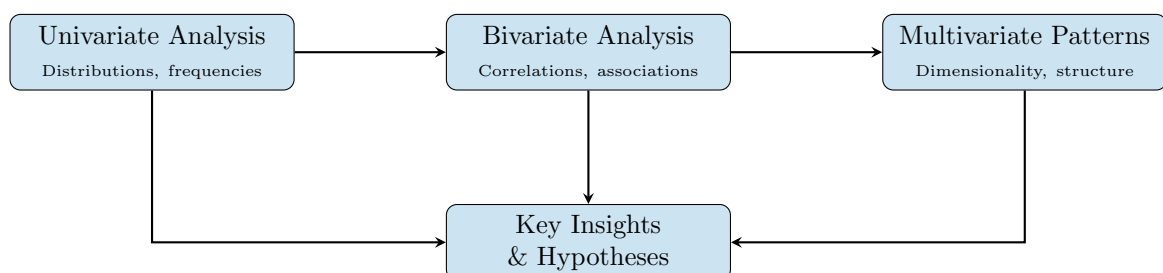 Univariate Analysis
Distributions, frequencies
Bivariate Analysis
Correlations, associations
Multivariate Patterns
Dimensionality, structure
Key Insights
& Hypotheses